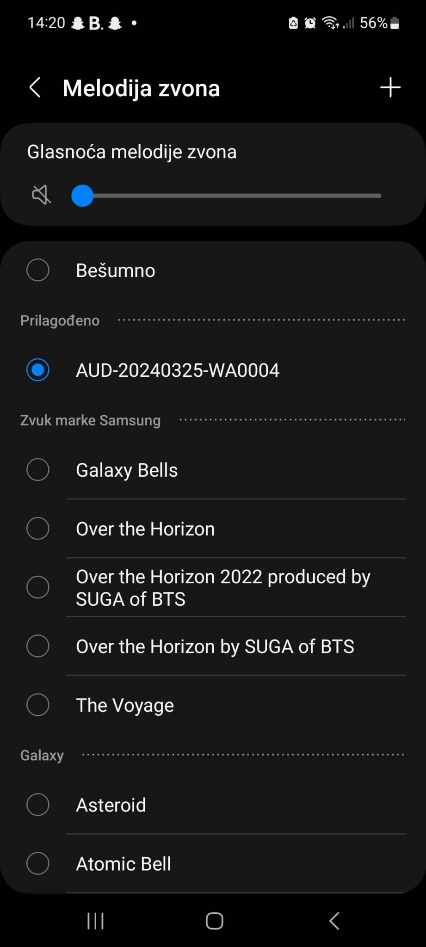 14:20 B. 56%
Melodija zvona
Glasnoća melodije zvona
Bešumno
Prilagođeno
AUD-20240325-WA0004
Zvuk marke Samsung
Galaxy Bells
Over the Horizon
Over the Horizon 2022 produced by
SUGA of BTS
Over the Horizon by SUGA of BTS
The Voyage
Galaxy
Asteroid
Atomic Bell